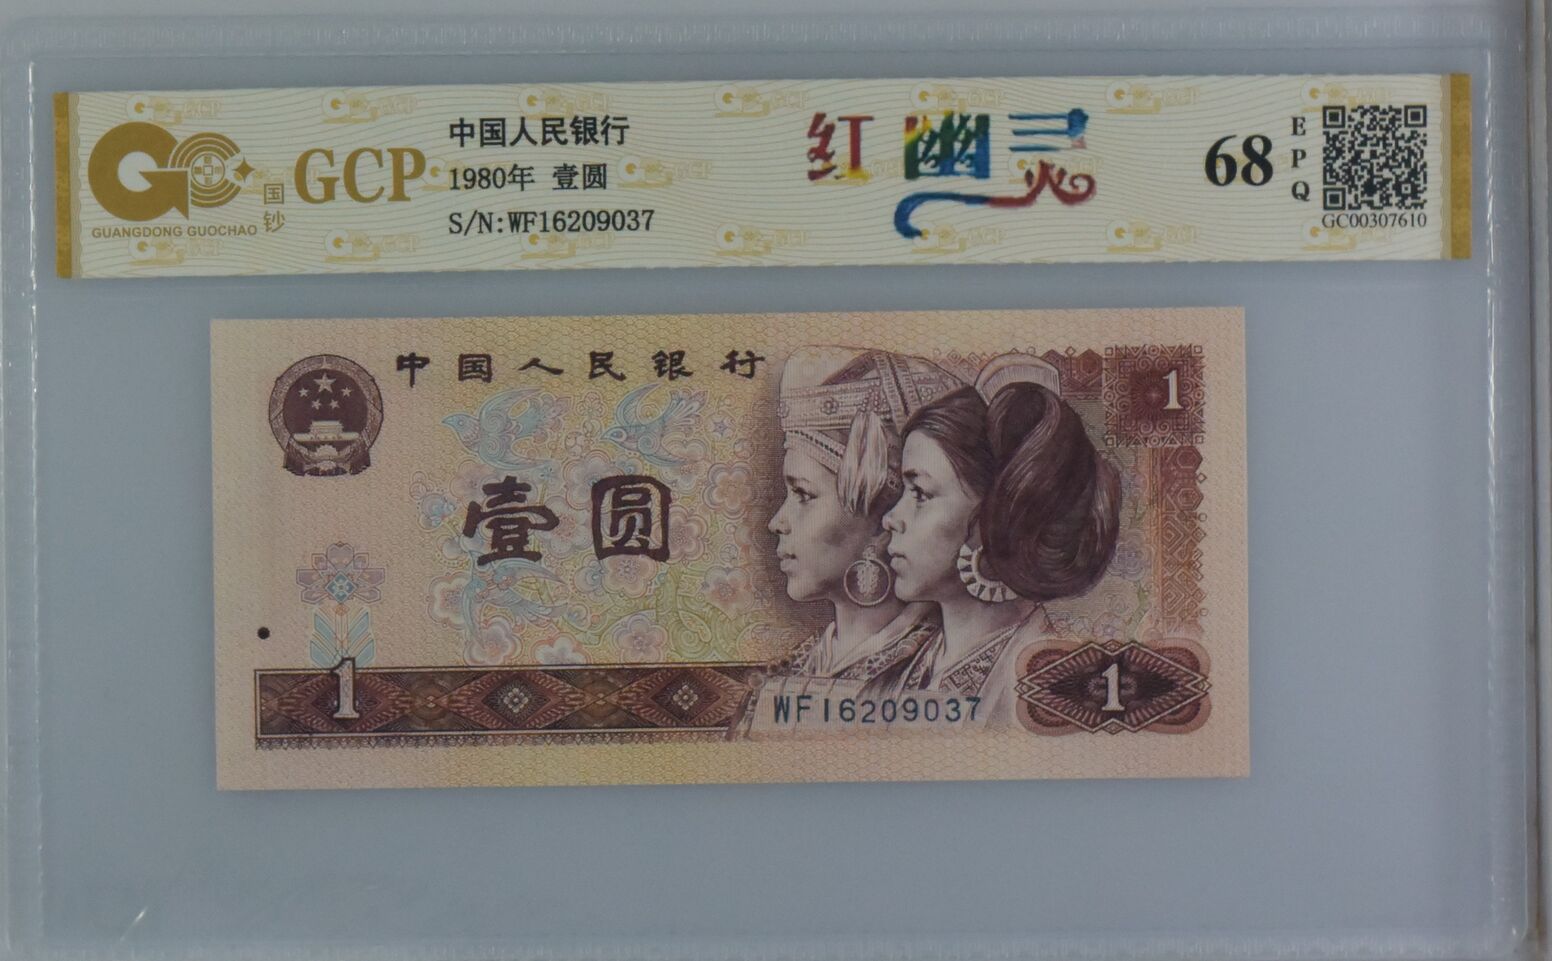 GCP
国钞
GUANGDONG GUOCHAO
中国人民银行
1980年 壹圆
S/N:WF16209037
红幽灵
68
EPQ
GC00307610
中国人民银行
1
壹圆
1
WF16209037
1